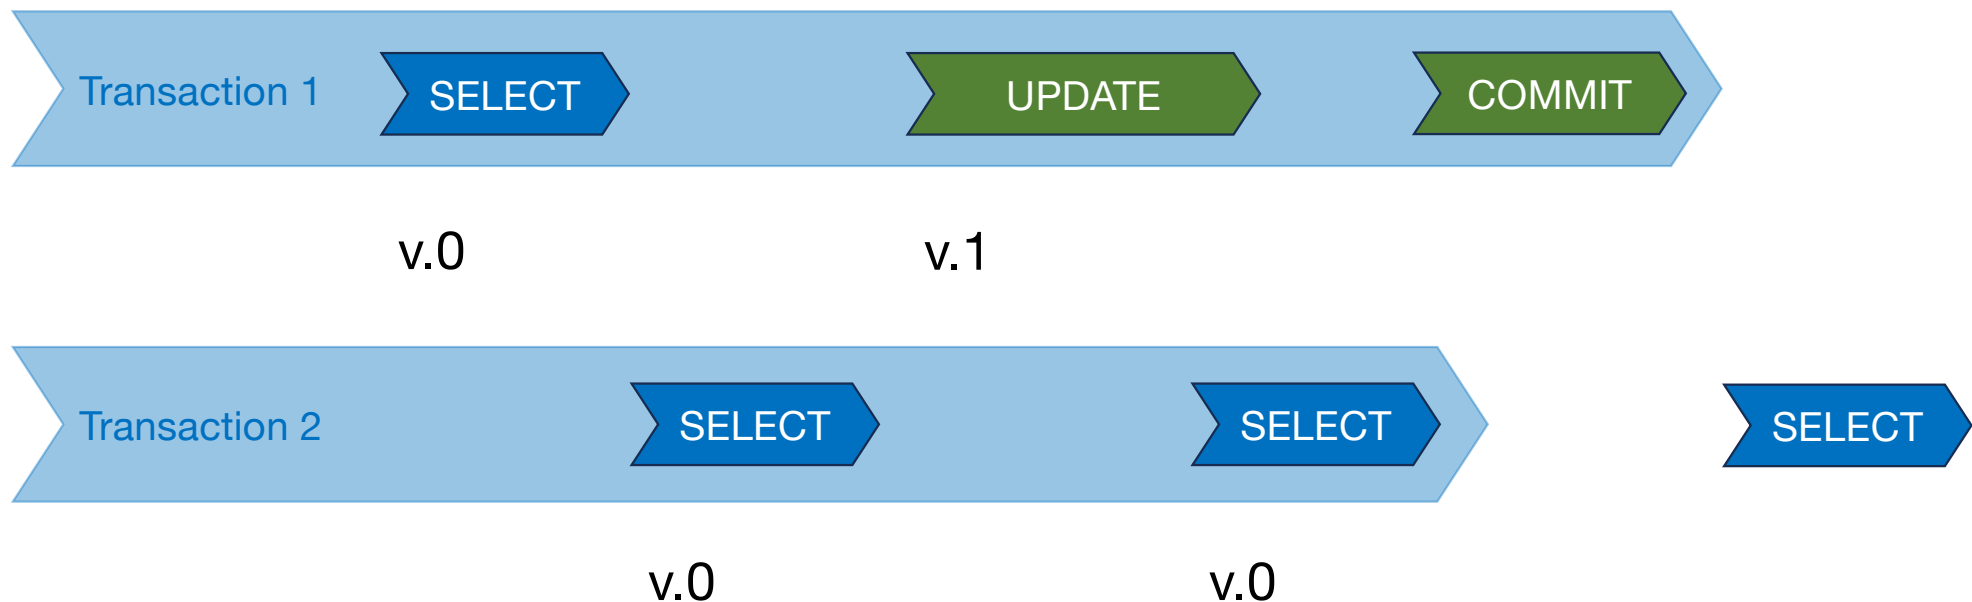 Transaction 1
SELECT
UPDATE
COMMIT
v.0
v.1
Transaction 2
SELECT
SELECT
SELECT
v.0
v.0